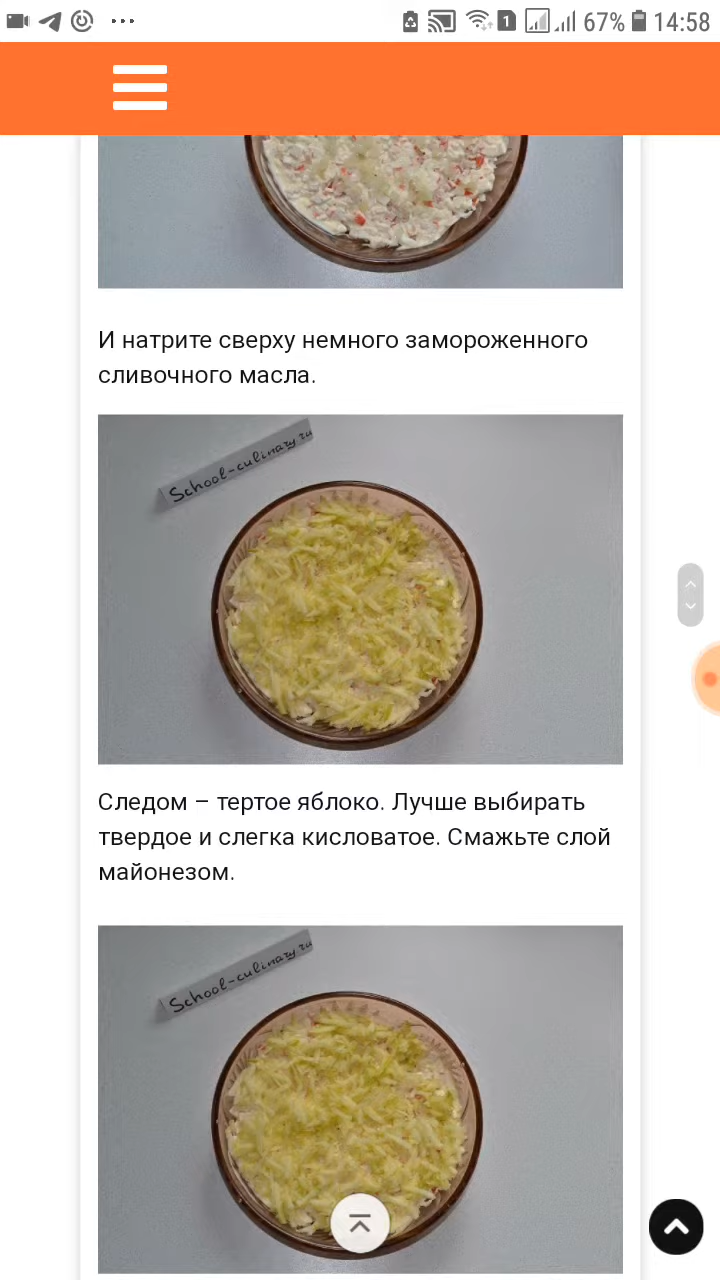 67% 14:58
И натрите сверху немного замороженного
сливочного масла.
School-culinary.ru
Следом – тертое яблоко. Лучше выбирать
твердое и слегка кисловатое. Смажьте слой
майонезом.
School-culinary.ru